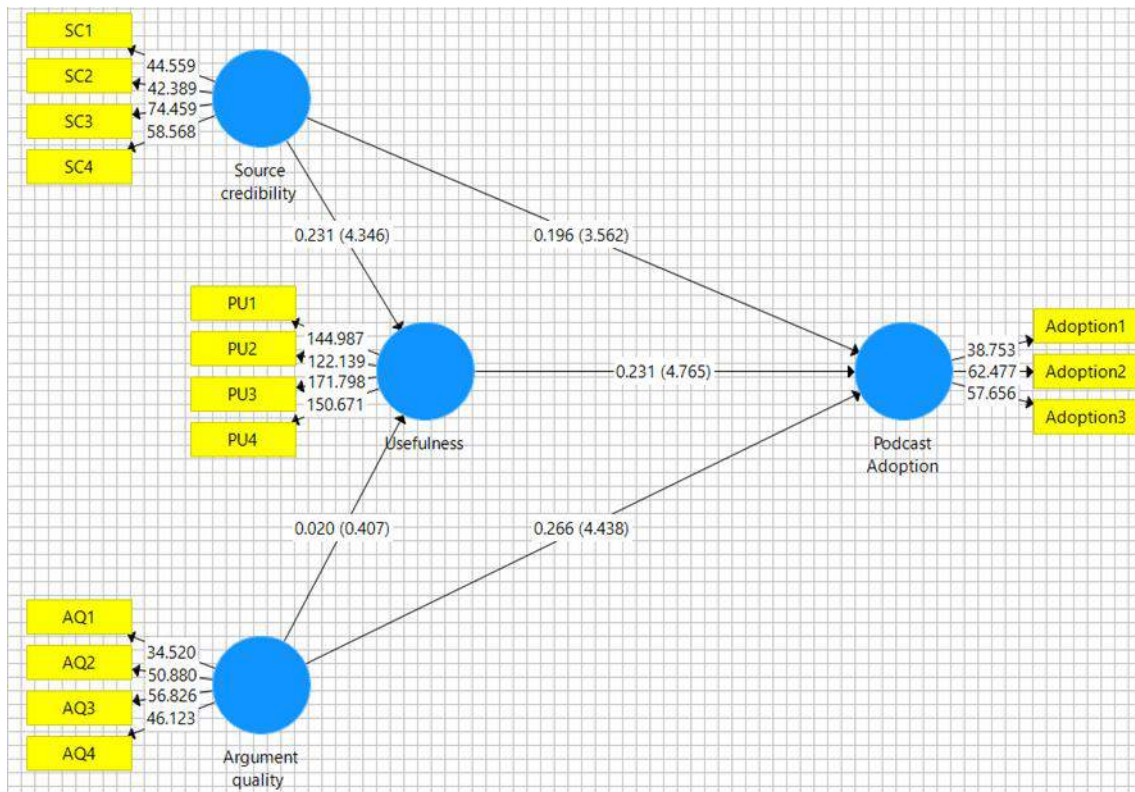 SC1
44.559
SC2
42.389
SC3
74.459
58.568
SC4
Source
credibility
0.231 (4.346)
0.196 (3.562)
PU1
144.987
PU2
122.139
PU3
171.798
150.671
PU4
Usefulness
0.231 (4.765)
Adoption1
38.753
Adoption2
62.477
57.656
Adoption3
Podcast
Adoption
0.020 (0.407)
0.266 (4.438)
AQ1
34.520
AQ2
50.880
AQ3
56.826
46.123
AQ4
Argument
quality